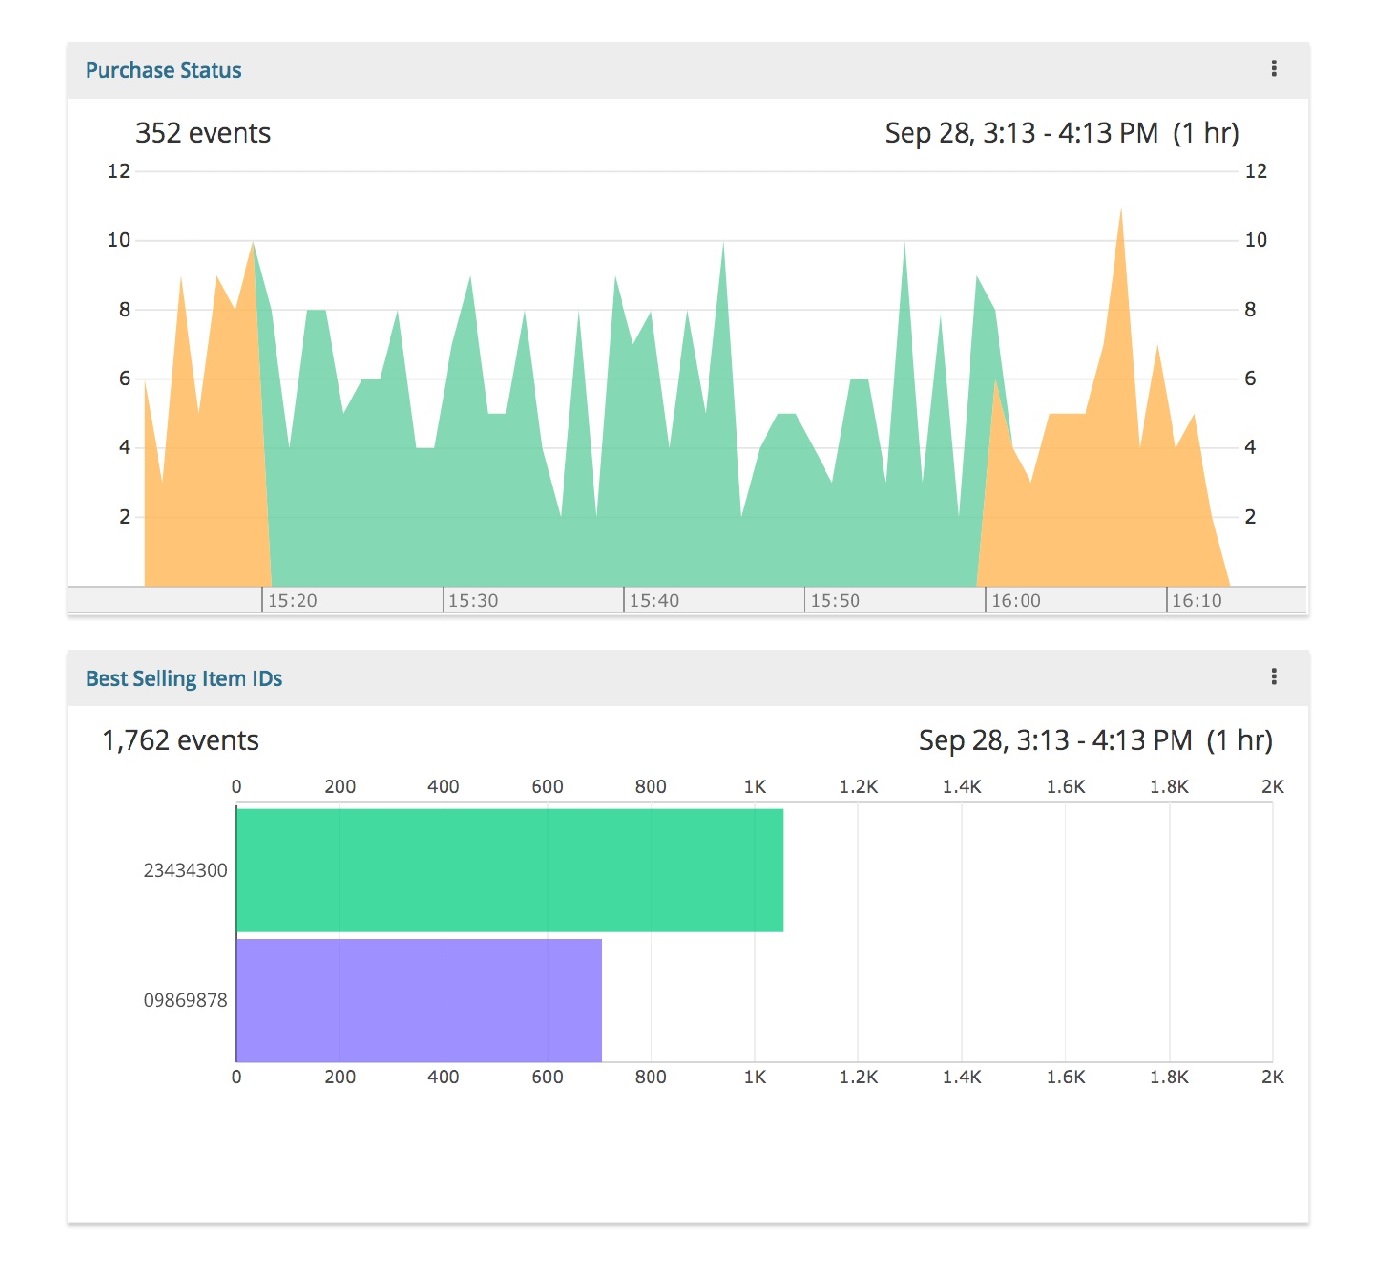 Purchase Status
352 events Sep 28, 3:13 - 4:13 PM (1 hr)
12 12
10 10
8 8
6 6
4 4
2 2
15:20 15:30 15:40 15:50 16:00 16:10
Best Selling Item IDs
1,762 events Sep 28, 3:13 - 4:13 PM (1 hr)
0 200 400 600 800 1K 1.2K 1.4K 1.6K 1.8K 2K
23434300
09869878
0 200 400 600 800 1K 1.2K 1.4K 1.6K 1.8K 2K